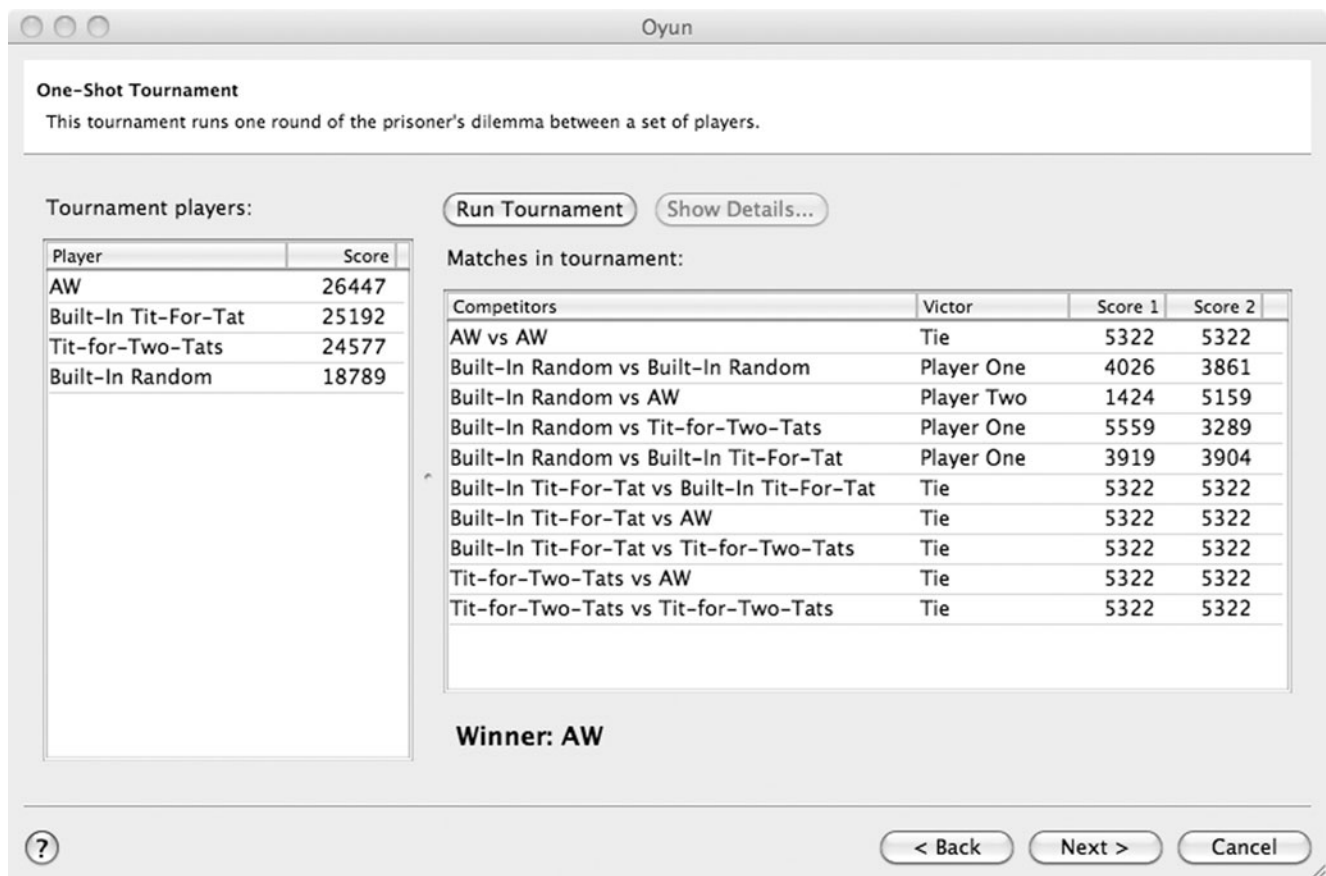 Oyun
One-Shot Tournament
This tournament runs one round of the prisoner's dilemma between a set of players.
Tournament players:
Player Score
AW 26447
Built-In Tit-For-Tat 25192
Tit-for-Two-Tats 24577
Built-In Random 18789
Run Tournament Show Details...
Matches in tournament:
Competitors Victor Score 1 Score 2
AW vs AW Tie 5322 5322
Built-In Random vs Built-In Random Player One 4026 3861
Built-In Random vs AW Player Two 1424 5159
Built-In Random vs Tit-for-Two-Tats Player One 5559 3289
Built-In Random vs Built-In Tit-For-Tat Player One 3919 3904
Built-In Tit-For-Tat vs Built-In Tit-For-Tat Tie 5322 5322
Built-In Tit-For-Tat vs AW Tie 5322 5322
Built-In Tit-For-Tat vs Tit-for-Two-Tats Tie 5322 5322
Tit-for-Two-Tats vs AW Tie 5322 5322
Tit-for-Two-Tats vs Tit-for-Two-Tats Tie 5322 5322
Winner: AW
? < Back Next > Cancel